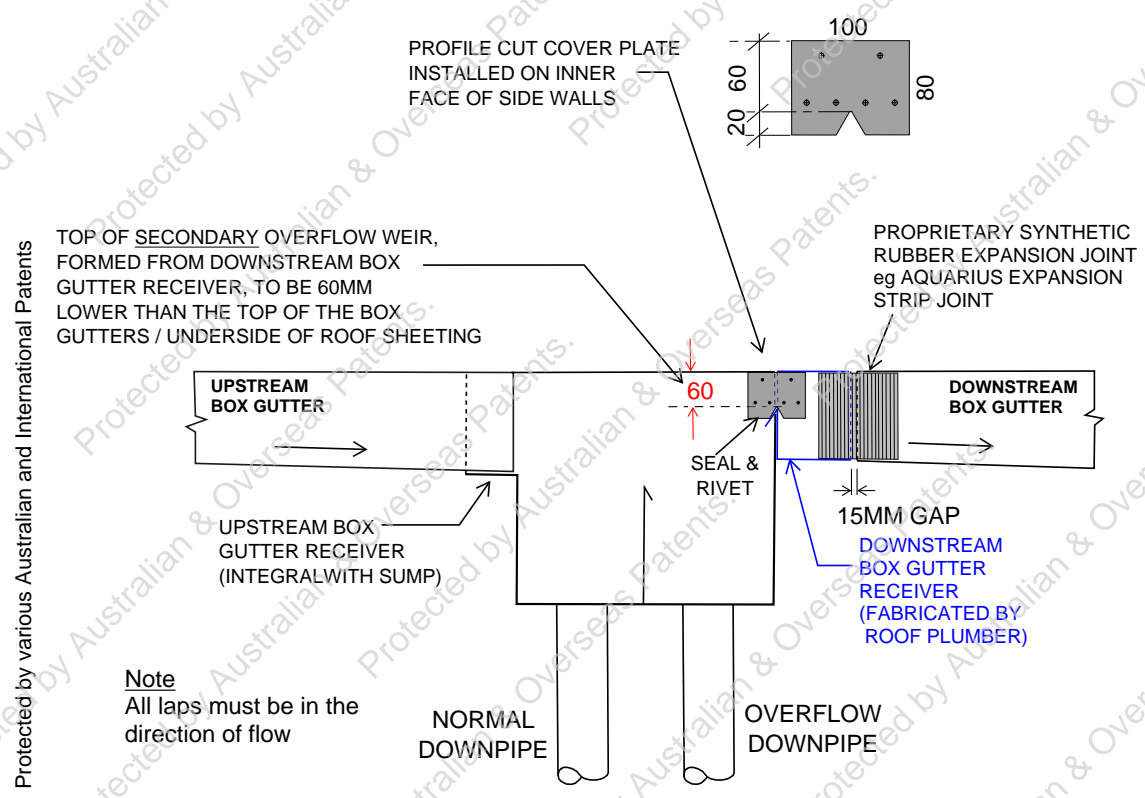 PROFILE CUT COVER PLATE
INSTALLED ON INNER
FACE OF SIDE WALLS
100
60
20
80
TOP OF SECONDARY OVERFLOW WEIR,
FORMED FROM DOWNSTREAM BOX
GUTTER RECEIVER, TO BE 60MM
LOWER THAN THE TOP OF THE BOX
GUTTERS / UNDERSIDE OF ROOF SHEETING
PROPRIETARY SYNTHETIC
RUBBER EXPANSION JOINT
eg AQUARIUS EXPANSION
STRIP JOINT
UPSTREAM
BOX GUTTER
60
DOWNSTREAM
BOX GUTTER
SEAL &
RIVET
15MM GAP
UPSTREAM BOX
GUTTER RECEIVER
(INTEGRALWITH SUMP)
DOWNSTREAM
BOX GUTTER
RECEIVER
(FABRICATED BY
ROOF PLUMBER)
Note
All laps must be in the
direction of flow
NORMAL
DOWNPIPE
OVERFLOW
DOWNPIPE
Protected by various Australian and International Patents
Protected by Australian & Overseas Patents.